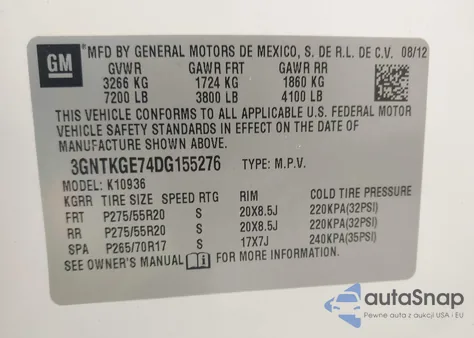 GM
MFD BY GENERAL MOTORS DE MEXICO, S. DE R.L. DE C.V. 08/12
GVWR GAWR FRT GAWR RR
3266 KG 1724 KG 1860 KG
7200 LB 3800 LB 4100 LB
THIS VEHICLE CONFORMS TO ALL APPLICABLE U.S. FEDERAL MOTOR
VEHICLE SAFETY STANDARDS IN EFFECT ON THE DATE OF
MANUFACTURE SHOWN ABOVE.
3GNTKGE74DG155276 TYPE: M.P.V.
MODEL: K10936
KGRR TIRE SIZE SPEED RTG RIM COLD TIRE PRESSURE
FRT P275/55R20 S 20X8.5J 220KPA(32PSI)
RR P275/55R20 S 20X8.5J 220KPA(32PSI)
SPA P265/70R17 S 17X7J 240KPA(35PSI)
SEE OWNER'S MANUAL FOR MORE INFORMATION.
autoSnap
Pewne auta z aukcji USA i EU